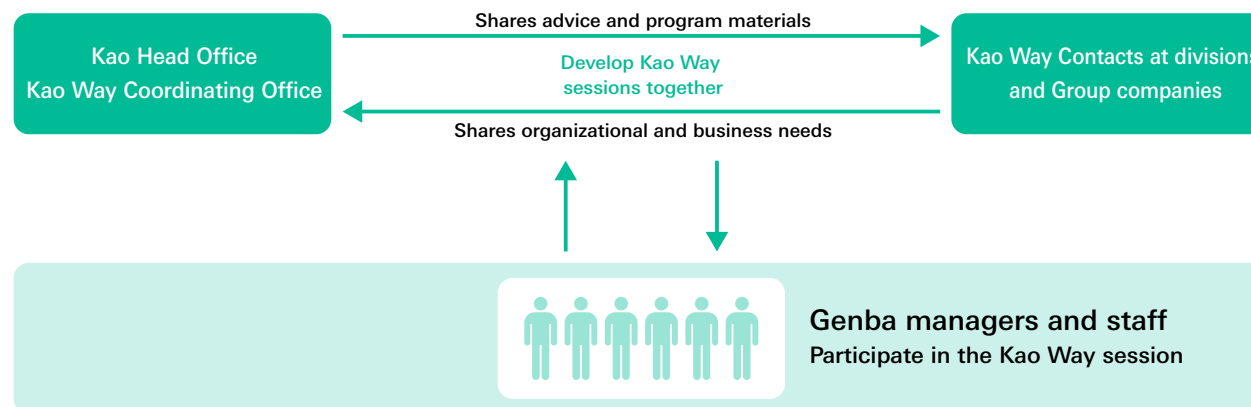 Shares advice and program materials
Kao Head Office
Kao Way Coordinating Office
Develop Kao Way
sessions together
Kao Way Contacts at divisions
and Group companies
Shares organizational and business needs
Genba managers and staff
Participate in the Kao Way session